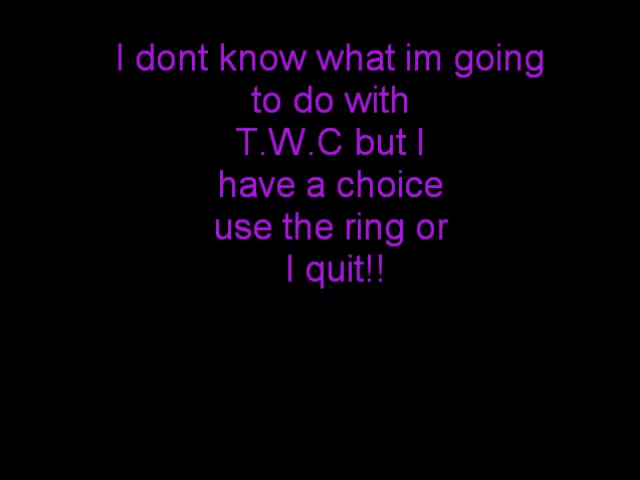 I dont know what im going
to do with
T.W.C but I
have a choice
use the ring or
I quit!!